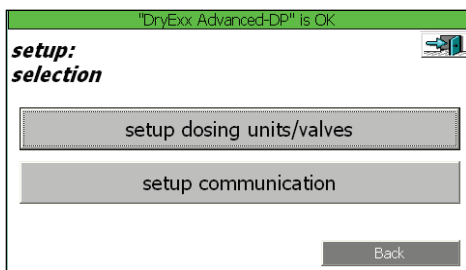 "DryExx Advanced-DP" is OK
setup:
selection
setup dosing units/valves
setup communication
Back